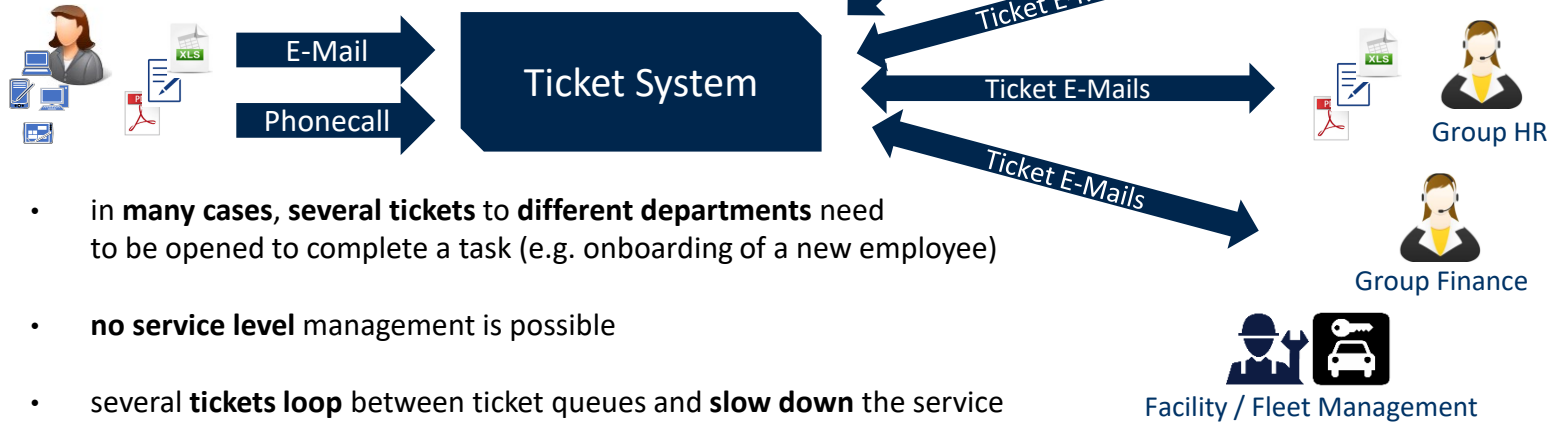 Ticket E-M
E-Mail
XLS
Ticket System
Ticket E-Mails
XLS
Phonecall
Group HR
Ticket E-Mails
• in many cases, several tickets to different departments need
to be opened to complete a task (e.g. onboarding of a new employee)
Group Finance
• no service level management is possible
• several tickets loop between ticket queues and slow down the service
Facility / Fleet Management